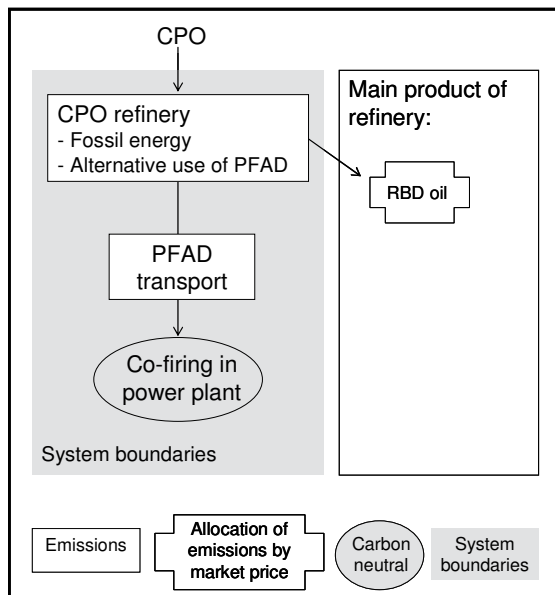 CPO
CPO refinery
- Fossil energy
- Alternative use of PFAD
PFAD
transport
Co-firing in
power plant
System boundaries
Main product of
refinery:
RBD oil
Emissions
Allocation of
emissions by
market price
Carbon
neutral
System
boundaries